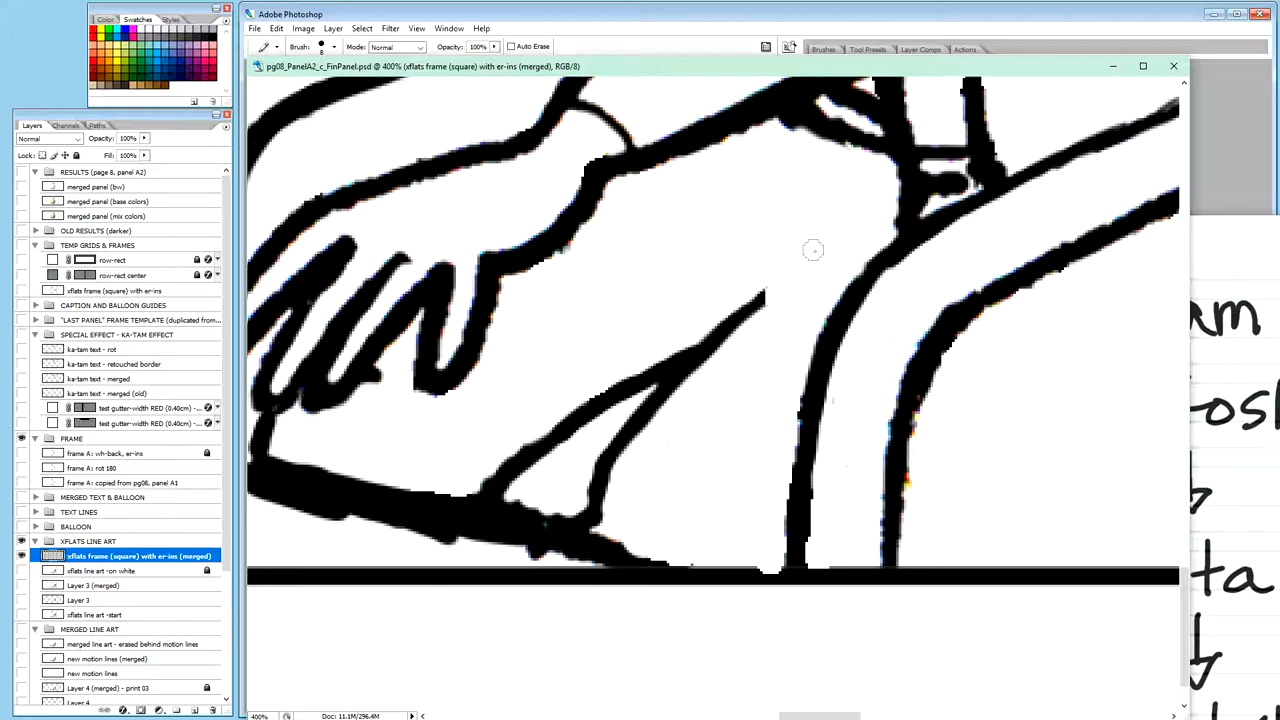 Color Swatches Styles
Adobe Photoshop
File Edit Image Layer Select Filter View Window Help
Brush: 8 Mode: Normal Opacity: 100% Auto Erase
Brushes Tool Presets Layer Comps Actions
pg08_PanelA2_c_FinPanel.psd @ 400% (xflats frame (square) with er-ins (merged), RGB/8)
Layers Channels Paths
Normal Opacity: 100%
Lock: Fill: 100%
RESULTS (page 8, panel A2)
merged panel (bw)
merged panel (base colors)
merged panel (mix colors)
OLD RESULTS (darker)
TEMP GRIDS & FRAMES
row-rect
row-rect center
xflats frame (square) with er-ins
CAPTION AND BALLOON GUIDES
"LAST PANEL" FRAME TEMPLATE (duplicated from...
SPECIAL EFFECT - KA-TAM EFFECT
ka-tam text - rot
ka-tam text - retouched border
ka-tam text - merged
ka-tam text - merged (old)
test gutter-width RED (0.40cm) -...
test gutter-width RED (0.40cm) -...
FRAME
frame A: wh-back, er-ins
frame A: rot 180
frame A: copied from pg08, panel A1
MERGED TEXT & BALLOON
TEXT LINES
BALLOON
XFLATS LINE ART
xflats frame (square) with er-ins (merged)
xflats line art -on white
Layer 3 (merged)
Layer 3
xflats line art -start
MERGED LINE ART
merged line art - erased behind motion lines
new motion lines (merged)
new motion lines
Layer 4 (merged) - print 03
Layer 4
400% Doc: 11.1M/296.4M